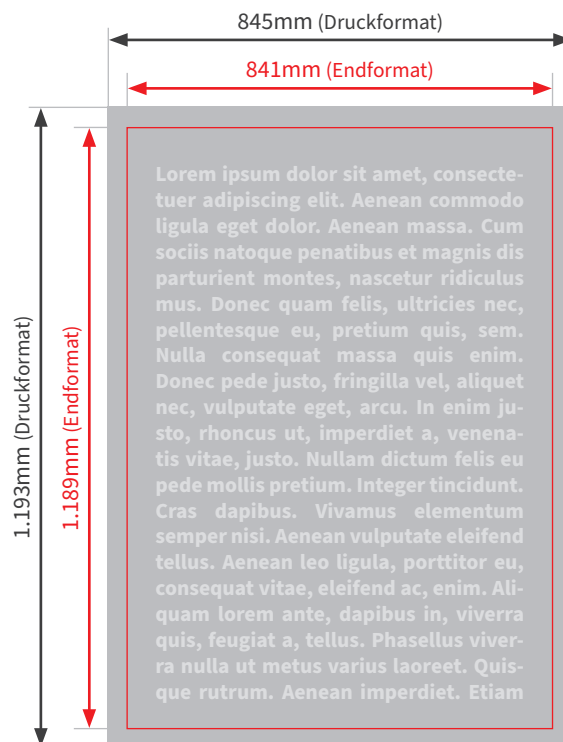 845mm (Druckformat)
841mm (Endformat)
1.193mm (Druckformat)
1.189mm (Endformat)
Lorem ipsum dolor sit amet, consecte-
tuer adipiscing elit. Aenean commodo
ligula eget dolor. Aenean massa. Cum
sociis natoque penatibus et magnis dis
parturient montes, nascetur ridiculus
mus. Donec quam felis, ultricies nec,
pellentesque eu, pretium quis, sem.
Nulla consequat massa quis enim.
Donec pede justo, fringilla vel, aliquet
nec, vulputate eget, arcu. In enim ju-
sto, rhoncus ut, imperdiet a, venena-
tis vitae, justo. Nullam dictum felis eu
pede mollis pretium. Integer tincidunt.
Cras dapibus. Vivamus elementum
semper nisi. Aenean vulputate eleifend
tellus. Aenean leo ligula, porttitor eu,
consequat vitae, eleifend ac, enim. Ali-
quam lorem ante, dapibus in, viverra
quis, feugiat a, tellus. Phasellus viver-
ra nulla ut metus varius laoreet. Quis-
que rutrum. Aenean imperdiet. Etiam